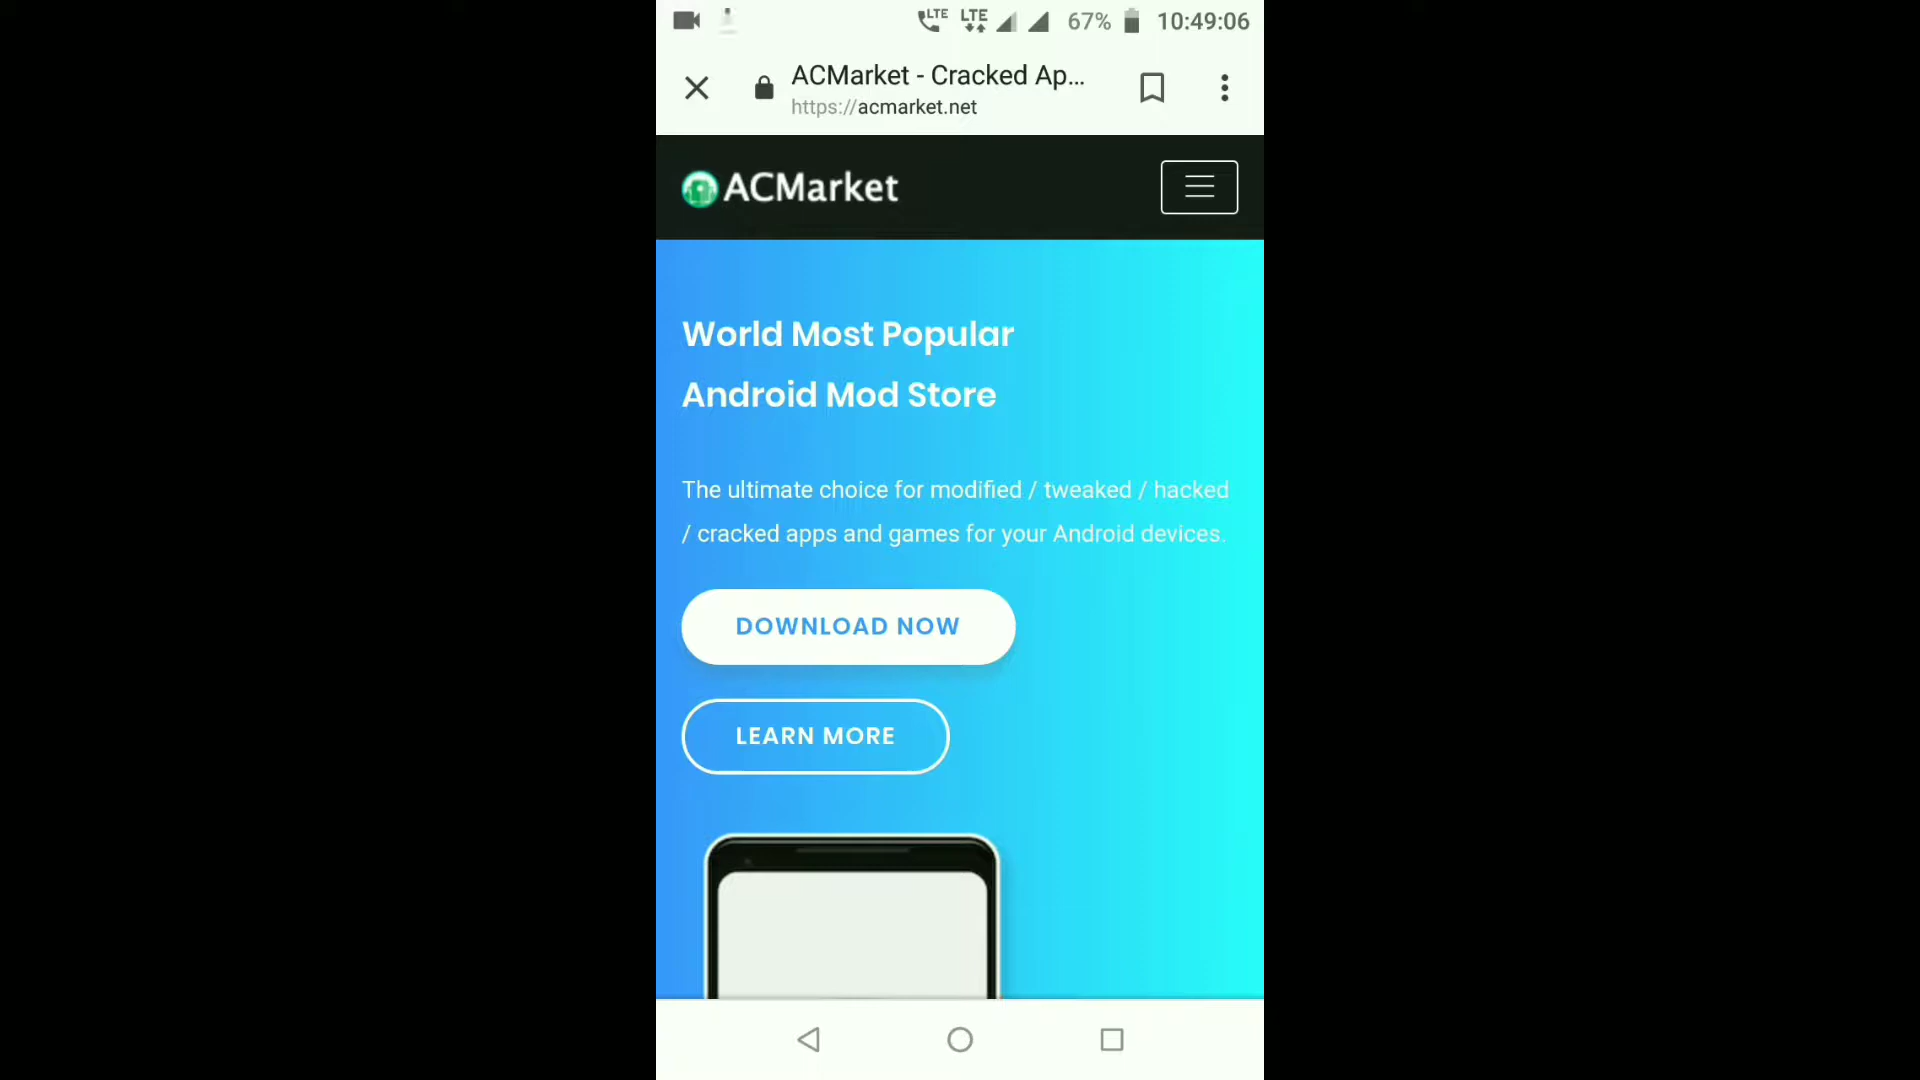 LTE LTE 67% 10:49:06
ACMarket - Cracked Ap...
https://acmarket.net
ACMarket
World Most Popular
Android Mod Store
The ultimate choice for modified / tweaked / hacked
/ cracked apps and games for your Android devices.
DOWNLOAD NOW
LEARN MORE